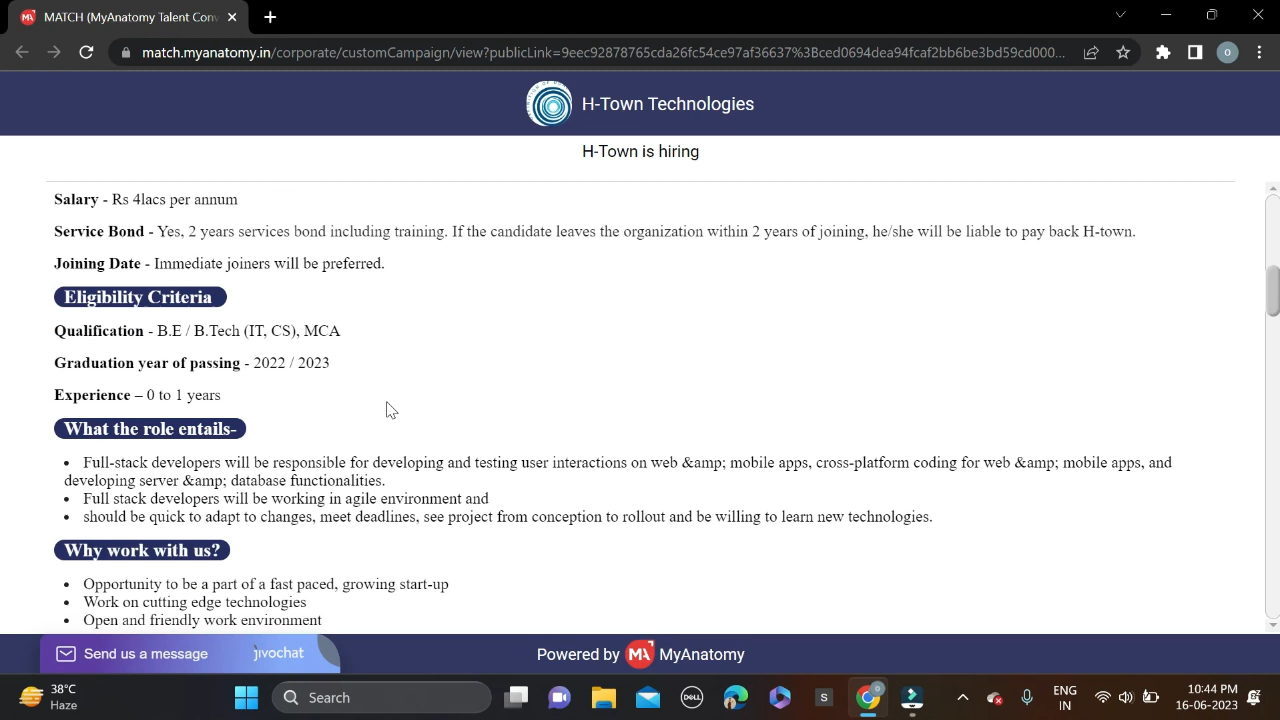 MATCH (MyAnatomy Talent Conv
match.myanatomy.in/corporate/customCampaign/view?publicLink=9eec92878765cda26fc54ce97af36637%3Bced0694dea94fcaf2bb6be3bd59cd000...
H-Town Technologies
H-Town is hiring
Salary - Rs 4lacs per annum
Service Bond - Yes, 2 years services bond including training. If the candidate leaves the organization within 2 years of joining, he/she will be liable to pay back H-town.
Joining Date - Immediate joiners will be preferred.
Eligibility Criteria
Qualification - B.E / B.Tech (IT, CS), MCA
Graduation year of passing - 2022 / 2023
Experience – 0 to 1 years
What the role entails-
• Full-stack developers will be responsible for developing and testing user interactions on web &amp; mobile apps, cross-platform coding for web &amp; mobile apps, and
developing server &amp; database functionalities.
• Full stack developers will be working in agile environment and
• should be quick to adapt to changes, meet deadlines, see project from conception to rollout and be willing to learn new technologies.
Why work with us?
• Opportunity to be a part of a fast paced, growing start-up
• Work on cutting edge technologies
• Open and friendly work environment
Send us a message jivochat
Powered by MyAnatomy
38°C
Haze
Search
DELL
S
ENG
IN
10:44 PM
16-06-2023